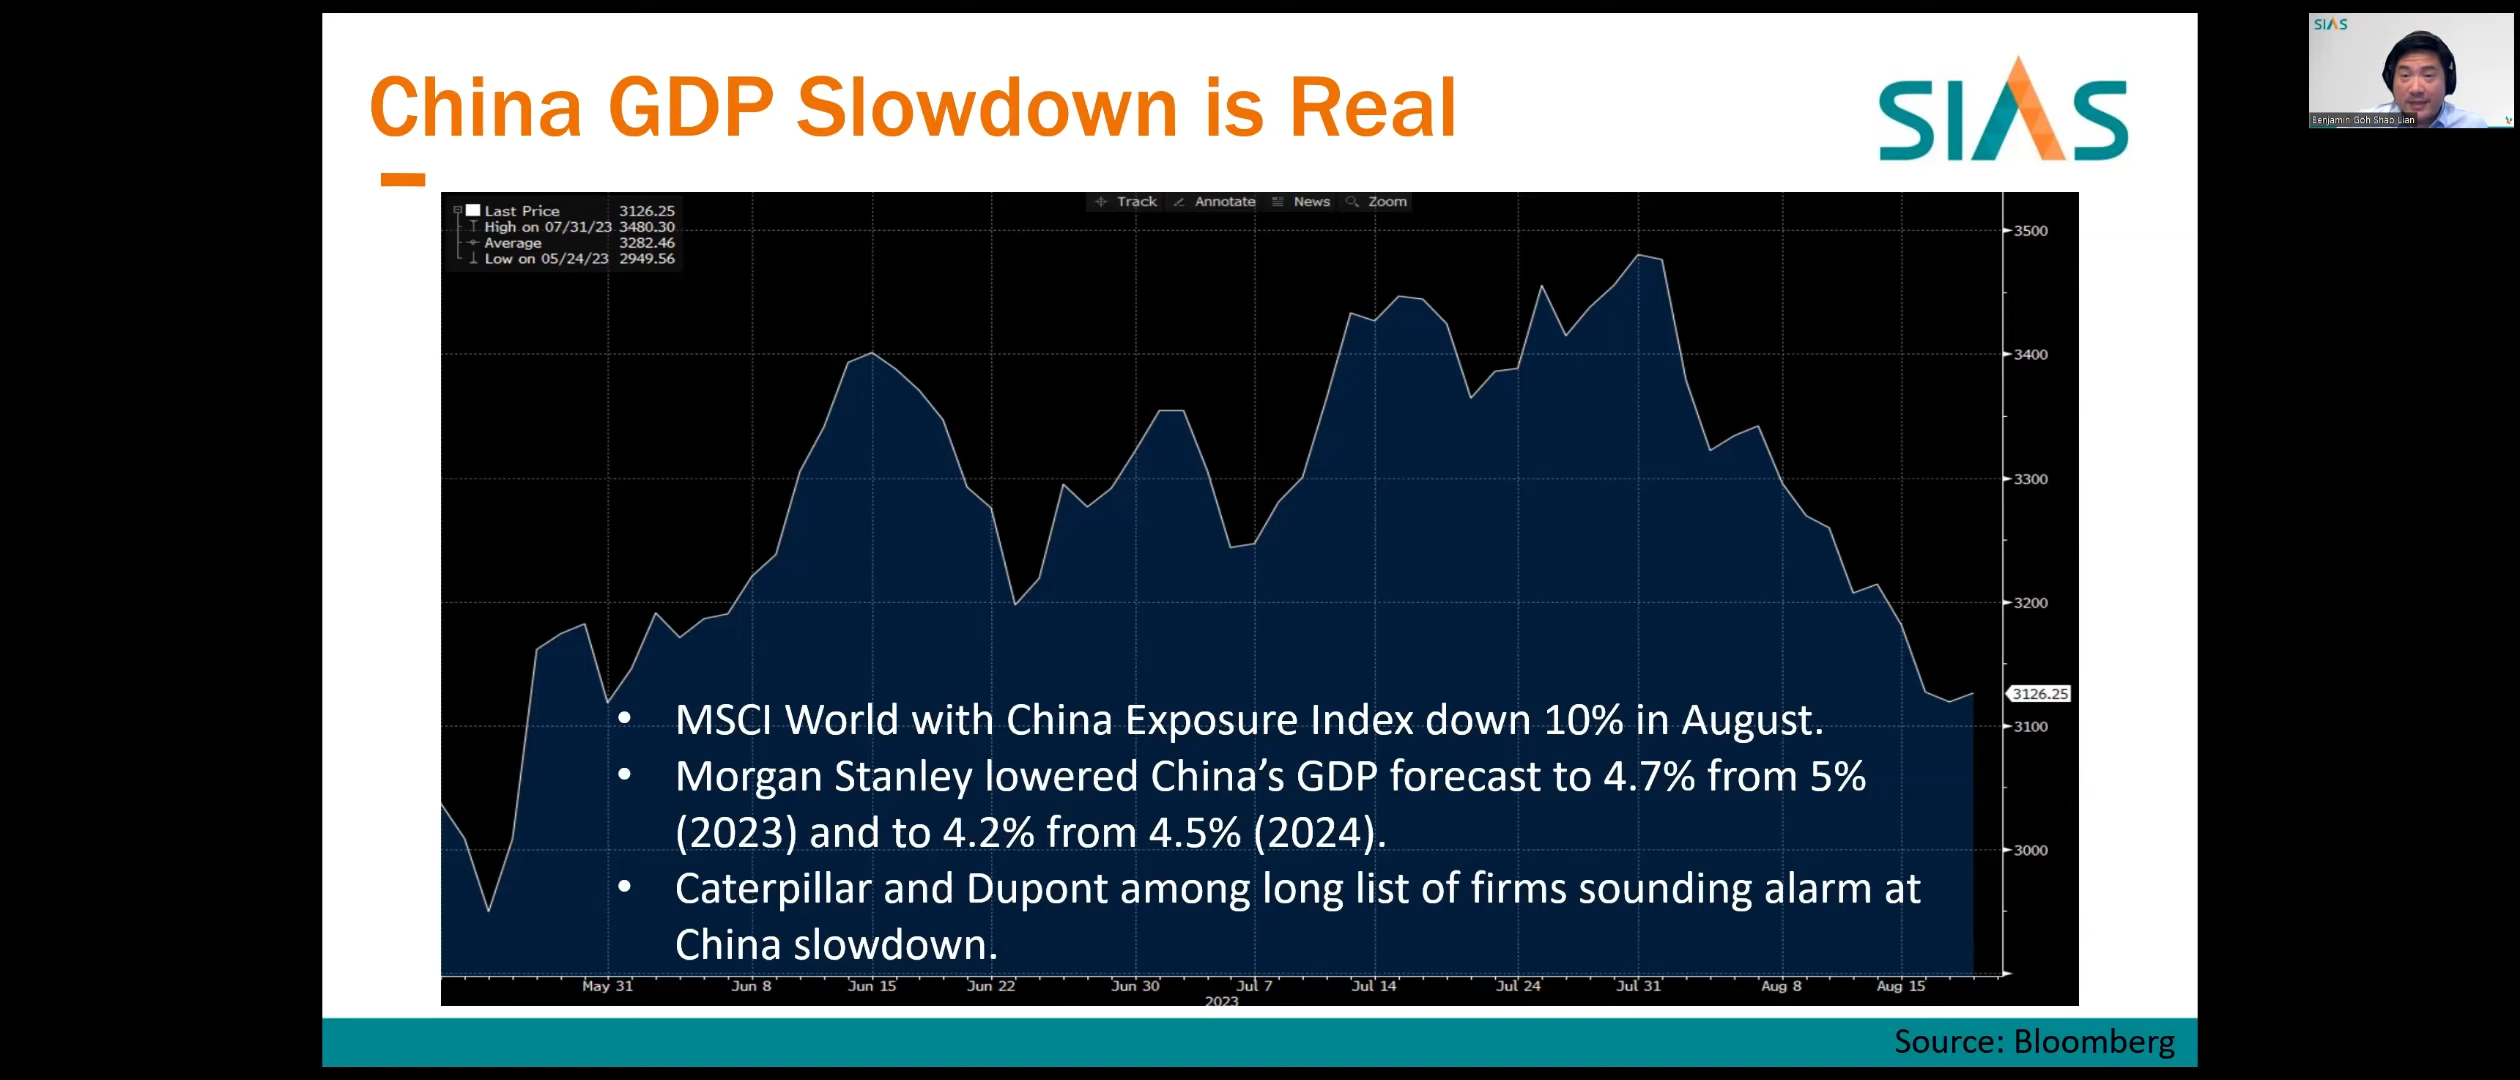 China GDP Slowdown is Real
SIAS
SIAS
Benjamin Goh Shao Lian
Last Price 3126.25
High on 07/31/23 3480.30
Average 3282.46
Low on 05/24/23 2949.56
Track Annotate News Zoom
3500
3400
3300
3200
3126.25
3100
3000
• MSCI World with China Exposure Index down 10% in August.
• Morgan Stanley lowered China’s GDP forecast to 4.7% from 5%
(2023) and to 4.2% from 4.5% (2024).
• Caterpillar and Dupont among long list of firms sounding alarm at
China slowdown.
May 31 Jun 8 Jun 15 Jun 22 Jun 30 Jul 7 Jul 14 Jul 24 Jul 31 Aug 8 Aug 15
2023
Source: Bloomberg